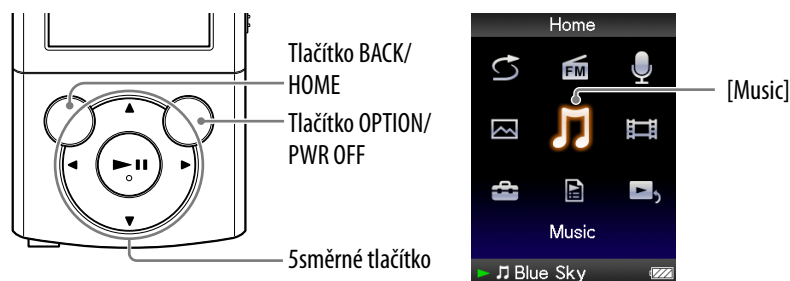 Tlačítko BACK/
HOME
Tlačítko OPTION/
PWR OFF
5směrné tlačítko
Home
FM
[Music]
Music
Blue Sky